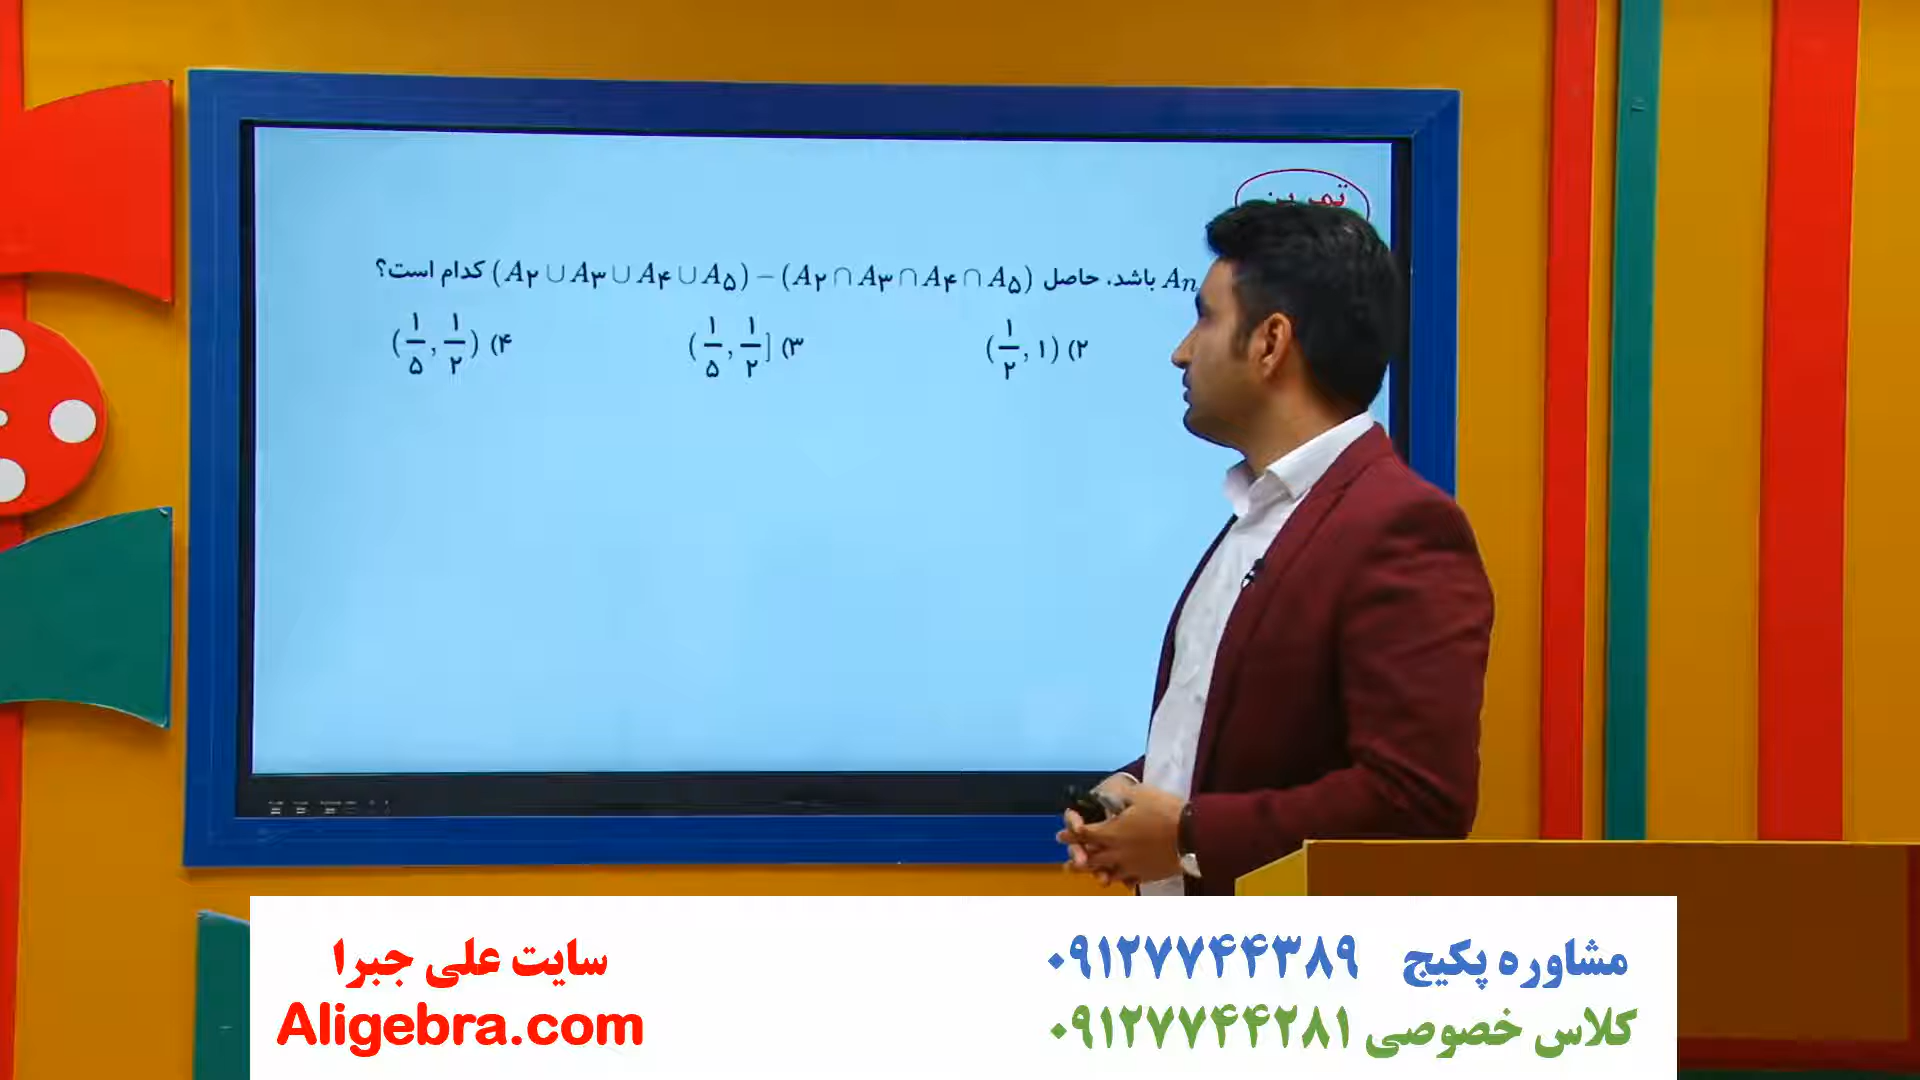 تمرین
Aₙ باشد، حاصل (A۲ ∪ A۳ ∪ A۴ ∪ A۵) − (A۲ ∩ A۳ ∩ A۴ ∩ A۵) کدام است؟
۲) (۱/۲, ۱) ۳) (۱/۵, ۱/۲] ۴) (۱/۵, ۱/۲)
مشاوره پکیج ۰۹۱۲۷۷۴۴۳۸۹
کلاس خصوصی ۰۹۱۲۷۷۴۴۲۸۱
سایت علی جبرا
Aligebra.com